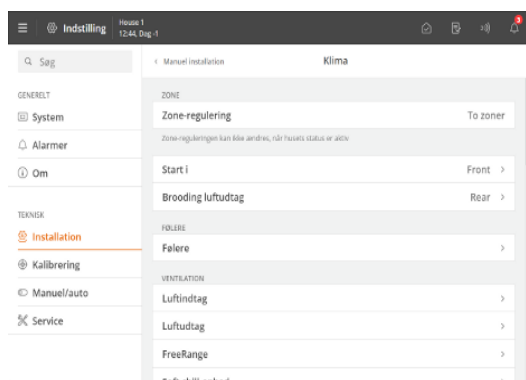 Indstilling
House 1
12:44, Dag -1
3
Søg
GENERELT
System
Alarmer
Om
TEKNISK
Installation
Kalibrering
Manuel/auto
Service
< Manuel installation
Klima
ZONE
Zone-regulering To zoner
Zone-reguleringen kan ikke ændres, når husets status er aktiv
Start i Front >
Brooding luftudtag Rear >
FØLERE
Følere >
VENTILATION
Luftindtag >
Luftudtag >
FreeRange >